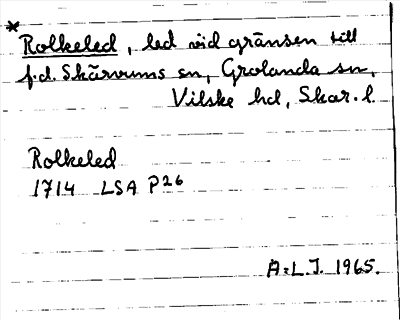 * Rolkeled, led vid gränsen till
f.d. Skärvums sn, Grolanda sn,
Vilske hd, Skar. l.
Rolkeled
1714 LSA P26
A-L.J. 1965.